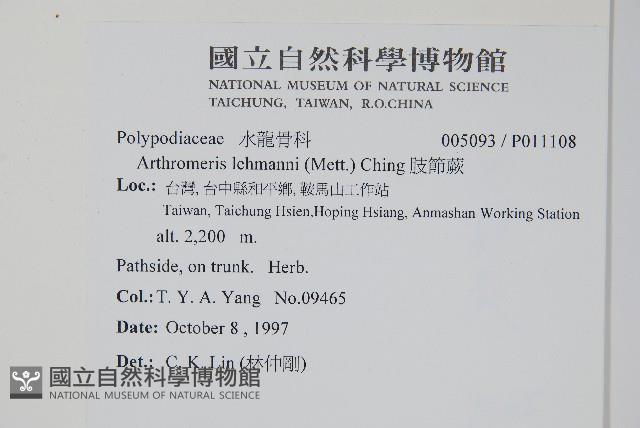 國立自然科學博物館
NATIONAL MUSEUM OF NATURAL SCIENCE
TAICHUNG, TAIWAN, R.O.CHINA
Polypodiaceae 水龍骨科 005093 / P011108
Arthromeris lehmanni (Mett.) Ching 肢節蕨
Loc.: 台灣, 台中縣和平鄉, 鞍馬山工作站
Taiwan, Taichung Hsien,Hoping Hsiang, Anmashan Working Station
alt. 2,200 m.
Pathside, on trunk. Herb.
Col.: T. Y. A. Yang No.09465
Date: October 8 , 1997
Det.: C. K. Lin (林仲剛)
國立自然科學博物館
NATIONAL MUSEUM OF NATURAL SCIENCE